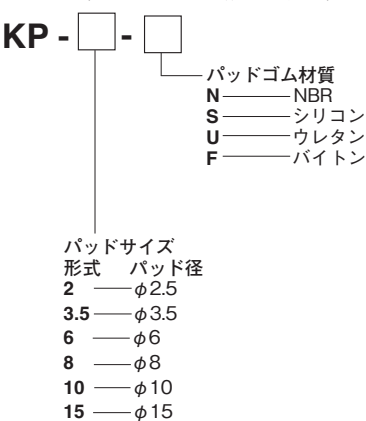 KP - □ - □
パッドゴム材質
N NBR
S シリコン
U ウレタン
F バイトン
パッドサイズ
形式 パッド径
2 φ2.5
3.5 φ3.5
6 φ6
8 φ8
10 φ10
15 φ15